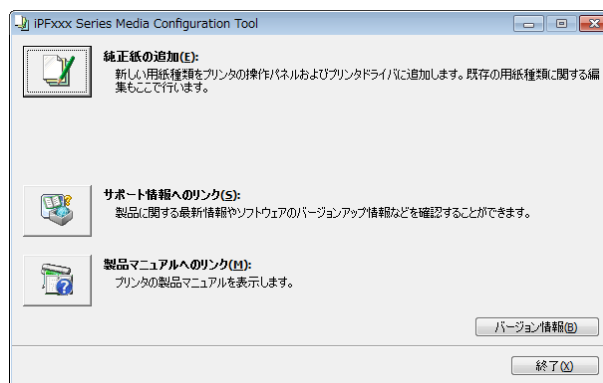 iPFxxx Series Media Configuration Tool
純正紙の追加(E):
新しい用紙種類をプリンタの操作パネルおよびプリンタドライバに追加します。既存の用紙種類に関する編
集もここで行います。
サポート情報へのリンク(S):
製品に関する最新情報やソフトウェアのバージョンアップ情報などを確認することができます。
製品マニュアルへのリンク(M):
プリンタの製品マニュアルを表示します。
バージョン情報(B)
終了(X)